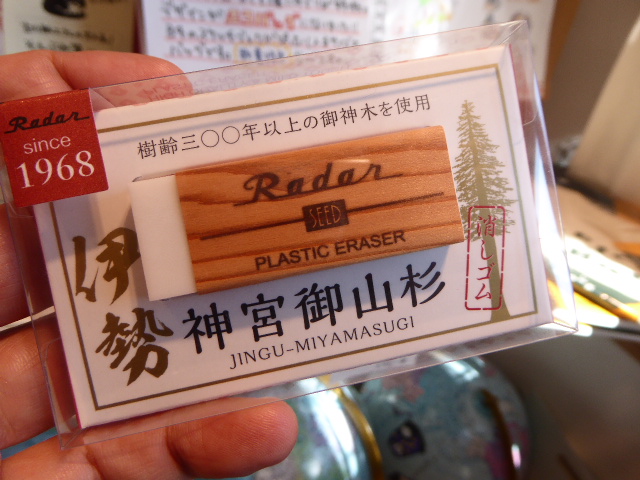 Radar
since
1968
樹齢三〇〇年以上の御神木を使用
Radar
SEED
PLASTIC ERASER
伊勢
神宮御山杉
JINGU-MIYAMASUGI
消しゴム